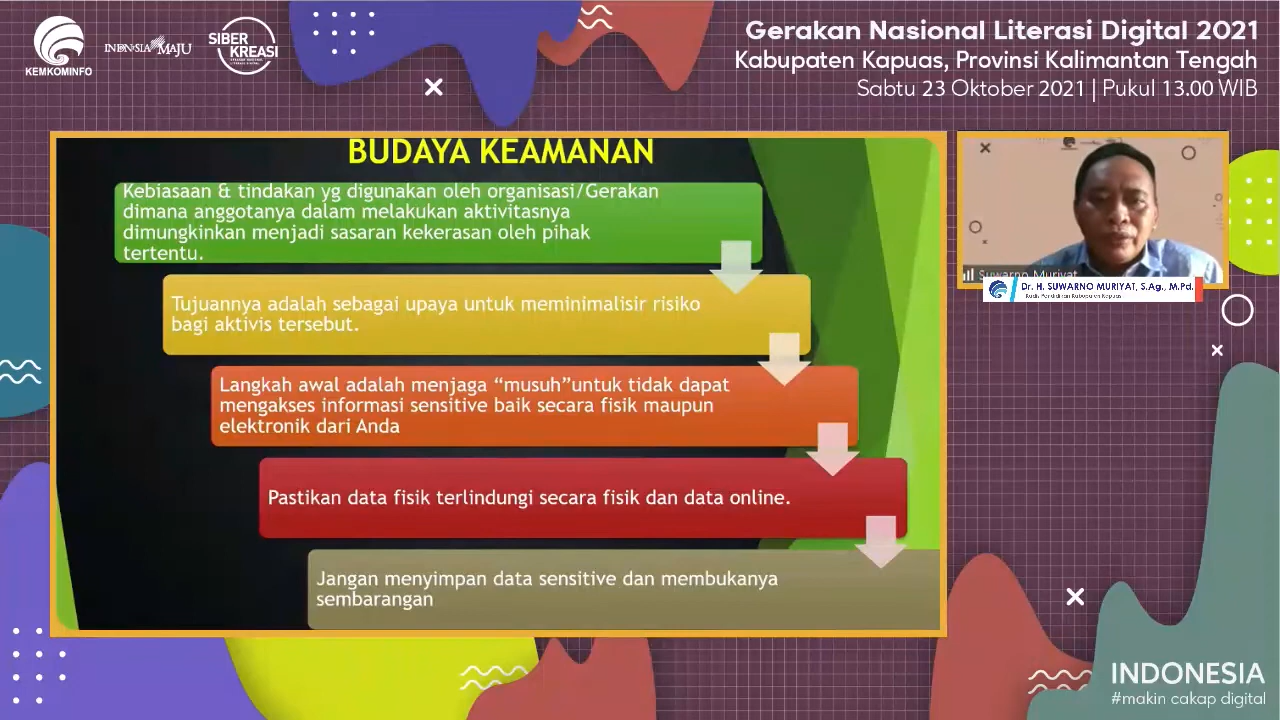 KEMKOMINFO
INDONESIA MAJU
SIBER
KREASI
Gerakan Nasional Literasi Digital 2021
Kabupaten Kapuas, Provinsi Kalimantan Tengah
Sabtu 23 Oktober 2021 | Pukul 13.00 WIB
BUDAYA KEAMANAN
Kebiasaan & tindakan yg digunakan oleh organisasi/Gerakan
dimana anggotanya dalam melakukan aktivitasnya
dimungkinkan menjadi sasaran kekerasan oleh pihak
tertentu.
Tujuannya adalah sebagai upaya untuk meminimalisir risiko
bagi aktivis tersebut.
Langkah awal adalah menjaga “musuh”untuk tidak dapat
mengakses informasi sensitive baik secara fisik maupun
elektronik dari Anda
Pastikan data fisik terlindungi secara fisik dan data online.
Jangan menyimpan data sensitive dan membukanya
sembarangan
Suwarno Muriyat
Dr. H. SUWARNO MURIYAT, S.Ag., M.Pd.
Kadis Pendidikan Kabupaten Kapuas
INDONESIA
#makin cakap digital